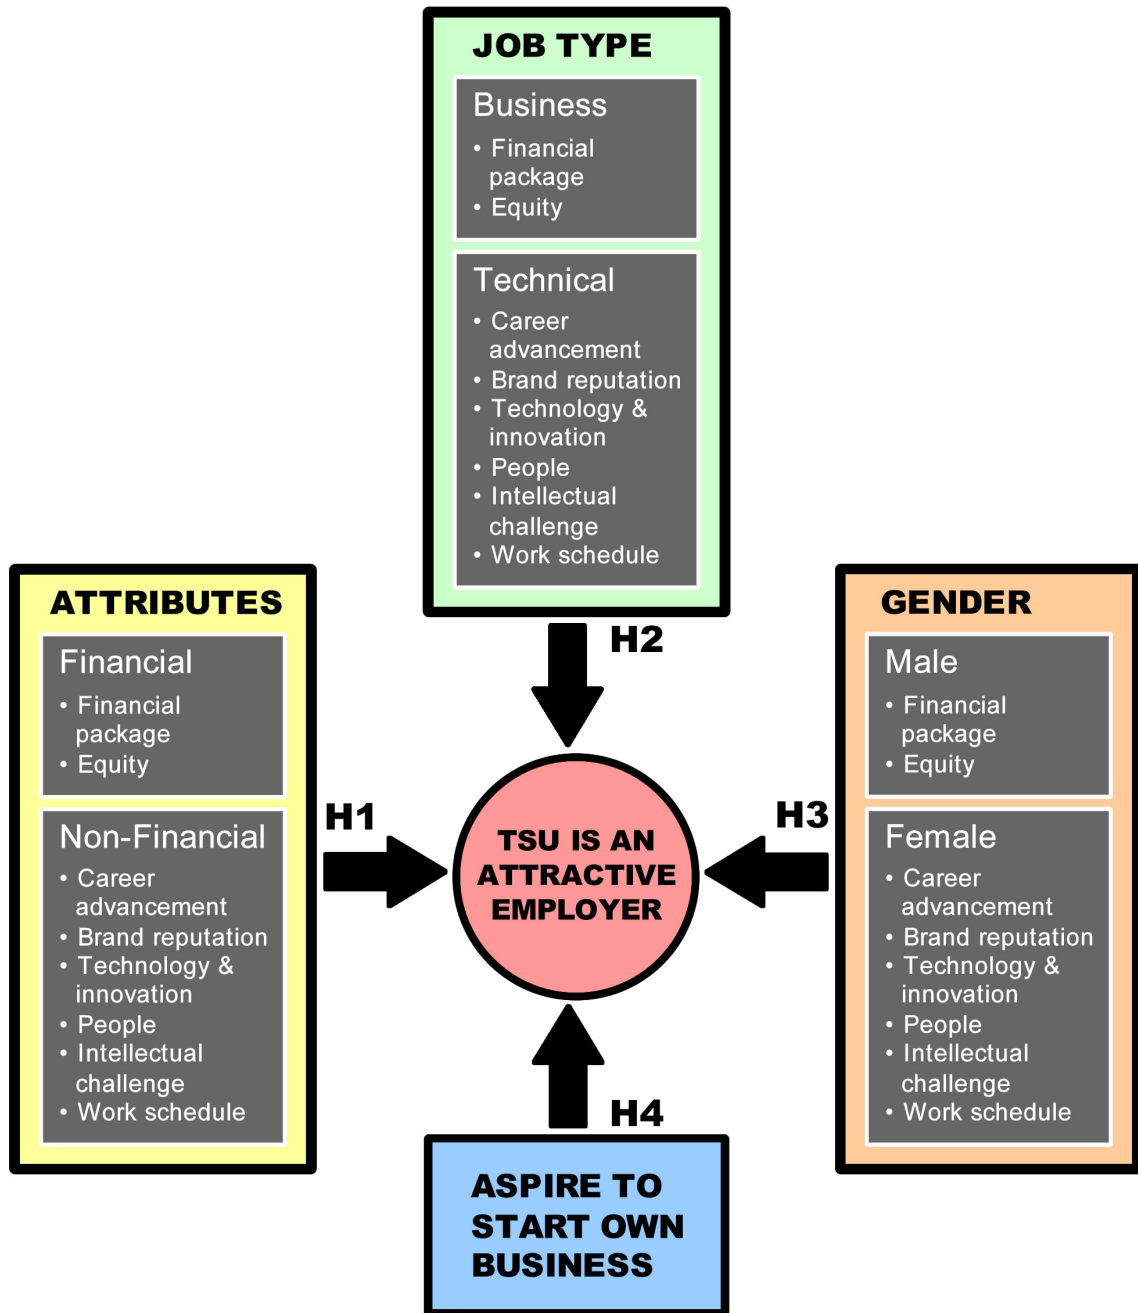 JOB TYPE
Business
• Financial
package
• Equity
Technical
• Career
advancement
• Brand reputation
• Technology &
innovation
• People
• Intellectual
challenge
• Work schedule
H2
ATTRIBUTES
Financial
• Financial
package
• Equity
Non-Financial
• Career
advancement
• Brand reputation
• Technology &
innovation
• People
• Intellectual
challenge
• Work schedule
H1
TSU IS AN
ATTRACTIVE
EMPLOYER
H3
GENDER
Male
• Financial
package
• Equity
Female
• Career
advancement
• Brand reputation
• Technology &
innovation
• People
• Intellectual
challenge
• Work schedule
H4
ASPIRE TO
START OWN
BUSINESS